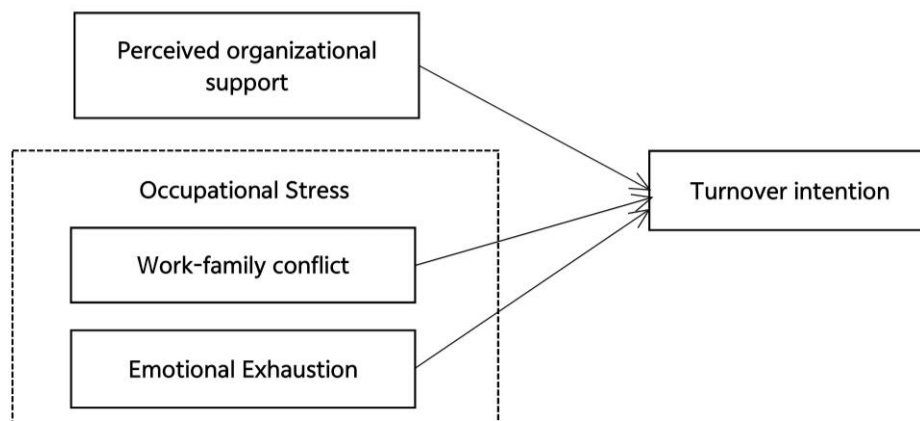 Perceived organizational
support
Occupational Stress
Turnover intention
Work-family conflict
Emotional Exhaustion